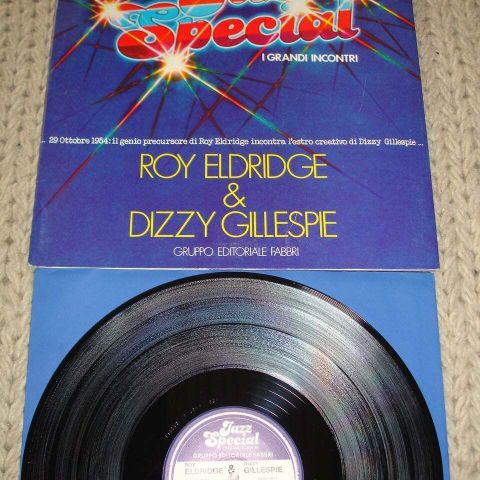 Special
I GRANDI INCONTRI
... 29 Ottobre 1954: il genio precursore di Roy Eldridge incontra l'estro creativo di Dizzy Gillespie ...
ROY ELDRIDGE
&
DIZZY GILLESPIE
GRUPPO EDITORIALE FABBRI
Jazz
Special
GRUPPO EDITORIALE FABBRI
ROY DIZZY
ELDRIDGE & GILLESPIE